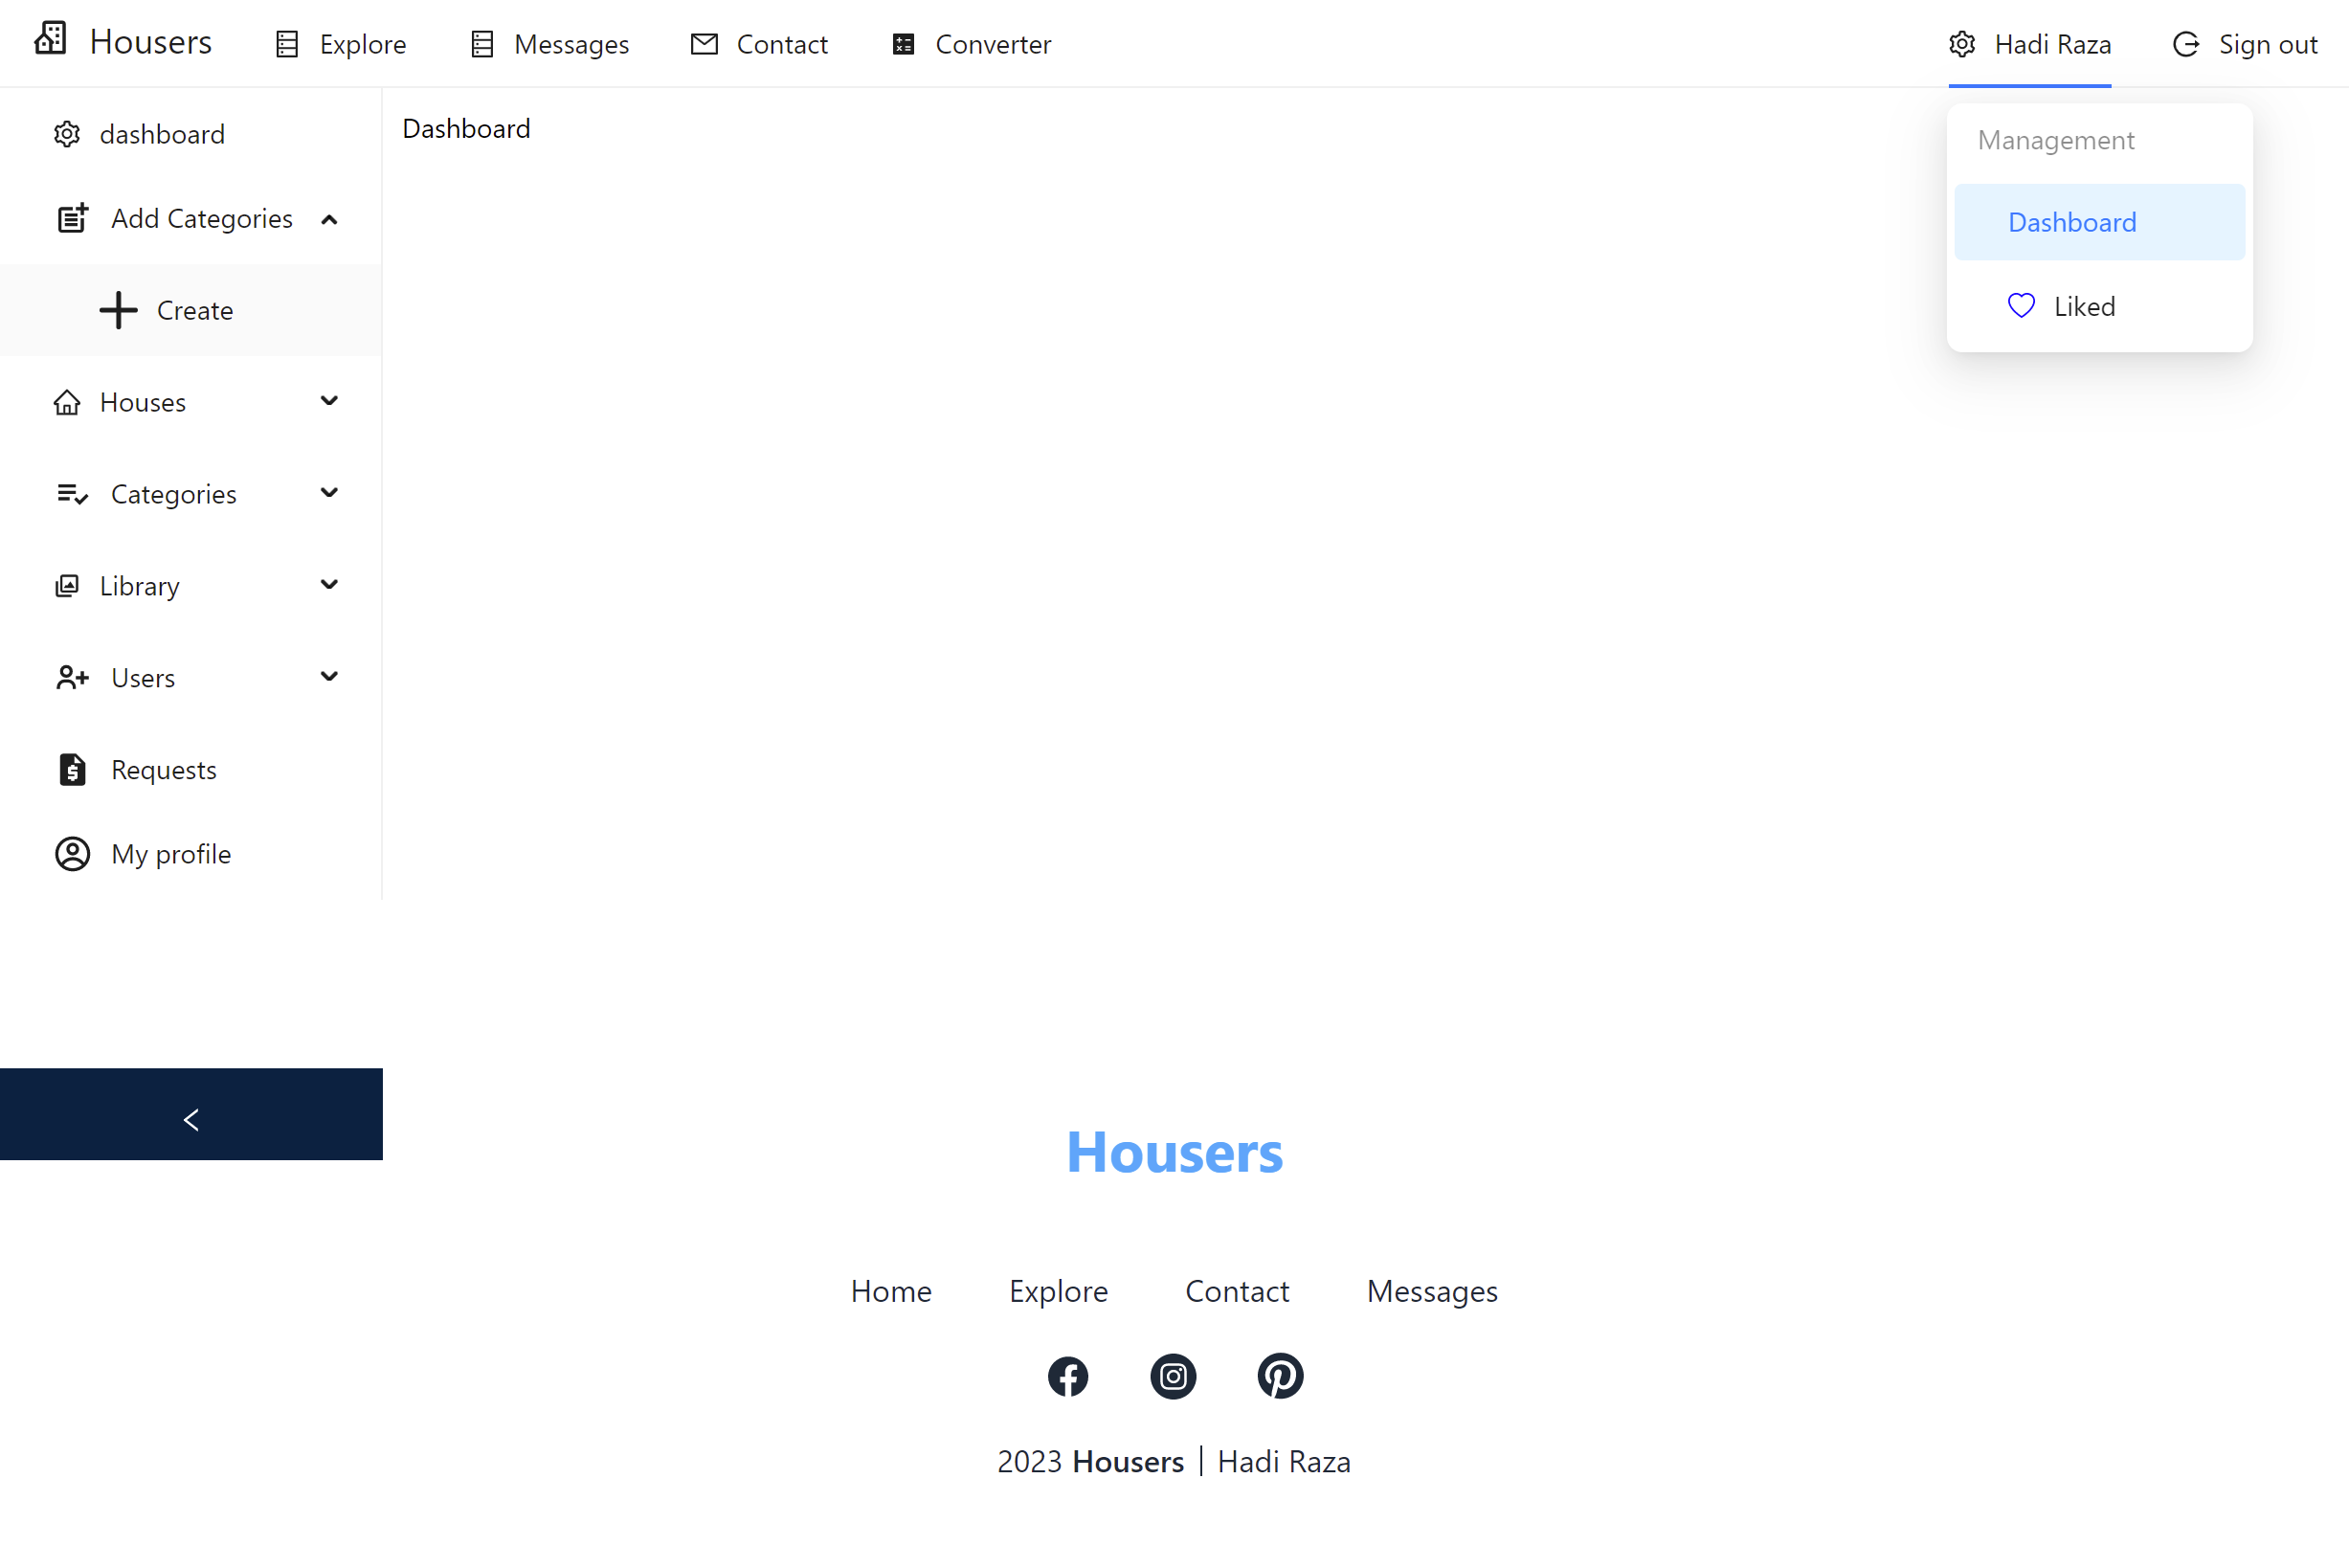 Housers Explore Messages Contact Converter Hadi Raza Sign out
dashboard
Add Categories
Create
Houses
Categories
Library
Users
Requests
My profile
Dashboard
Management
Dashboard
Liked
Housers
Home Explore Contact Messages
2023 Housers | Hadi Raza